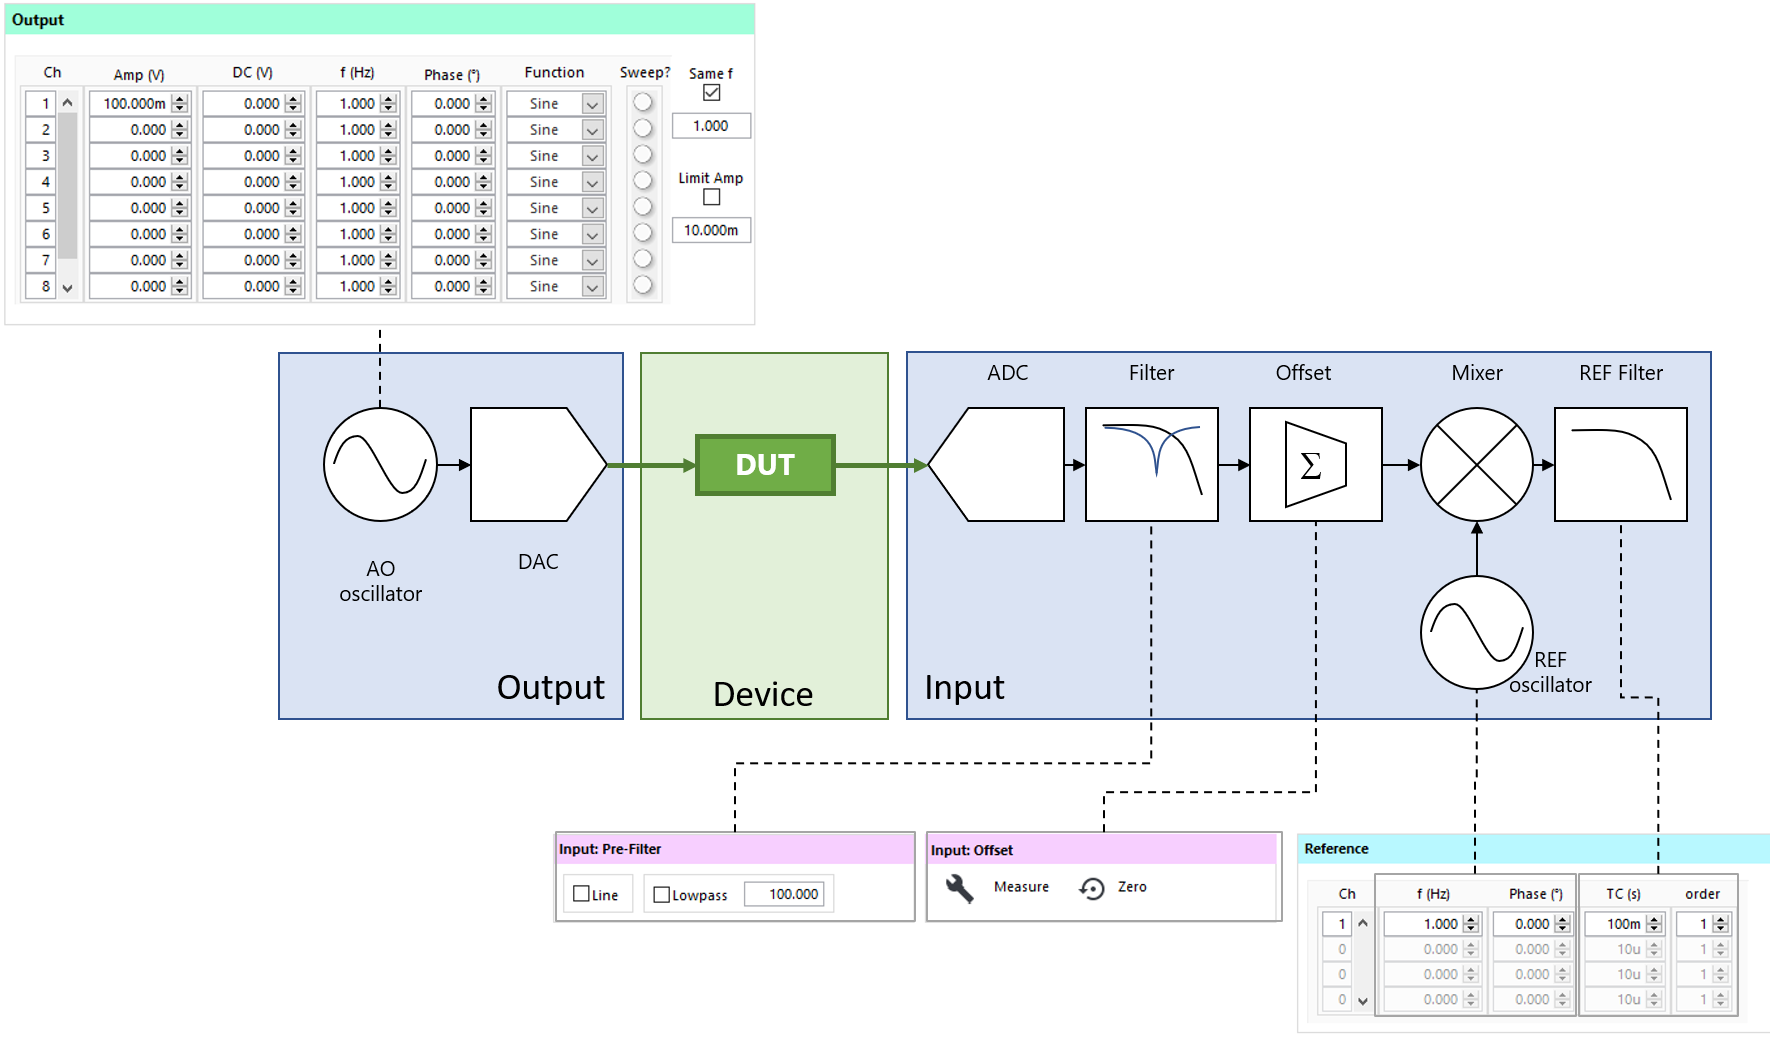 Output
Ch Amp (V) DC (V) f (Hz) Phase (°) Function Sweep? Same f
1 100.000m 0.000 1.000 0.000 Sine
2 0.000 0.000 1.000 0.000 Sine 1.000
3 0.000 0.000 1.000 0.000 Sine
4 0.000 0.000 1.000 0.000 Sine Limit Amp
5 0.000 0.000 1.000 0.000 Sine
6 0.000 0.000 1.000 0.000 Sine 10.000m
7 0.000 0.000 1.000 0.000 Sine
8 0.000 0.000 1.000 0.000 Sine
ADC Filter Offset Mixer REF Filter
DUT
Σ
AO
oscillator
DAC
REF
oscillator
Output
Device
Input
Input: Pre-Filter
Line Lowpass 100.000
Input: Offset
Measure Zero
Reference
Ch f (Hz) Phase (°) TC (s) order
1 1.000 0.000 100m 1
0 0.000 0.000 10u 1
0 0.000 0.000 10u 1
0 0.000 0.000 10u 1